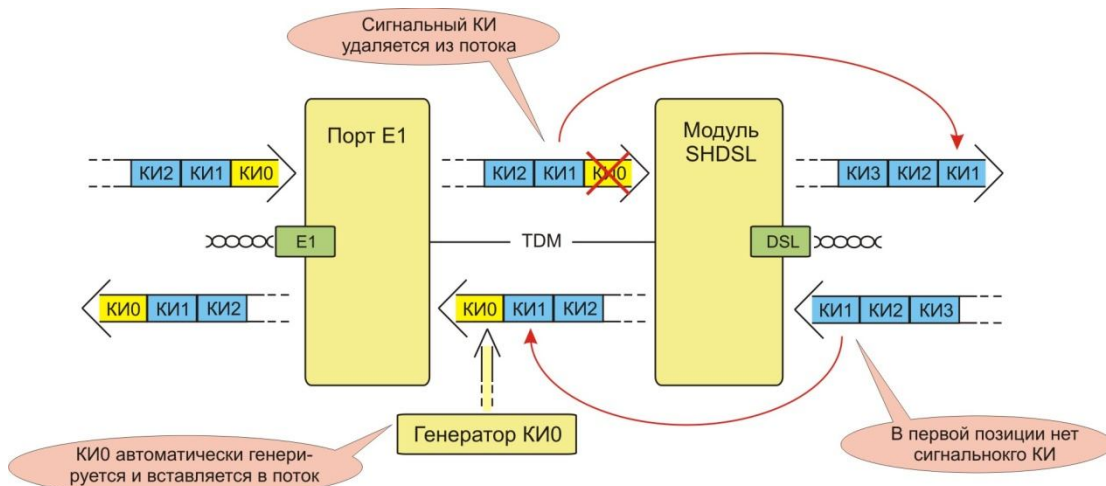 Сигнальный КИ
удаляется из потока
Порт E1
Модуль
SHDSL
КИ2 КИ1 КИ0
КИ2 КИ1 КИ0
КИ3 КИ2 КИ1
E1
TDM
DSL
КИ0 КИ1 КИ2
КИ0 КИ1 КИ2
КИ1 КИ2 КИ3
Генератор КИ0
КИ0 автоматически генери-
руется и вставляется в поток
В первой позиции нет
сигнальнокго КИ